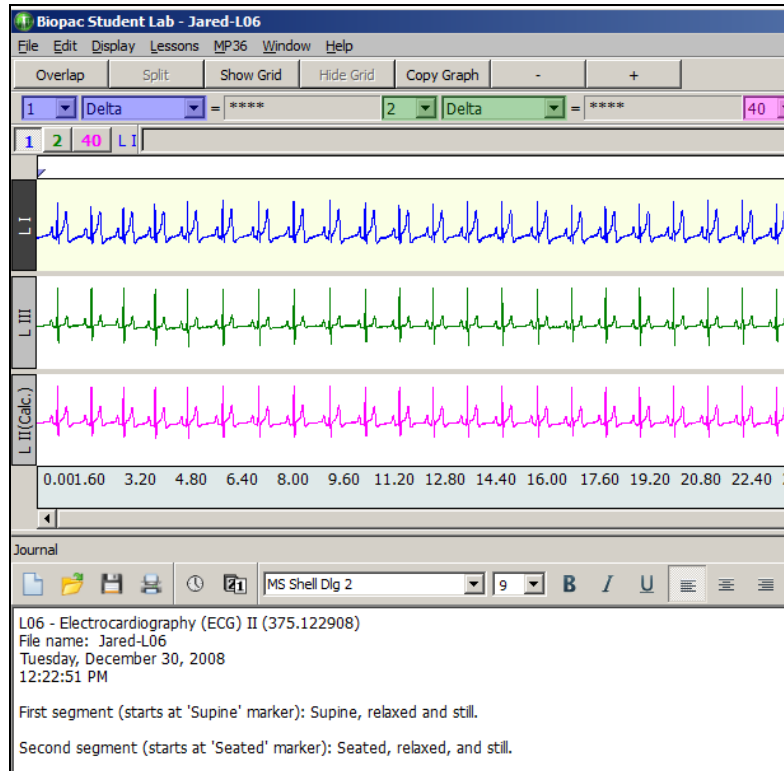 Biopac Student Lab - Jared-L06
File Edit Display Lessons MP36 Window Help
Overlap Split Show Grid Hide Grid Copy Graph - +
1 Delta = **** 2 Delta = **** 40
1 2 40 L I
L I
L III
L II(Calc.)
0.001.60 3.20 4.80 6.40 8.00 9.60 11.20 12.80 14.40 16.00 17.60 19.20 20.80 22.40
Journal
21 MS Shell Dlg 2 9 B I U
L06 - Electrocardiography (ECG) II (375.122908)
File name: Jared-L06
Tuesday, December 30, 2008
12:22:51 PM
First segment (starts at 'Supine' marker): Supine, relaxed and still.
Second segment (starts at 'Seated' marker): Seated, relaxed, and still.